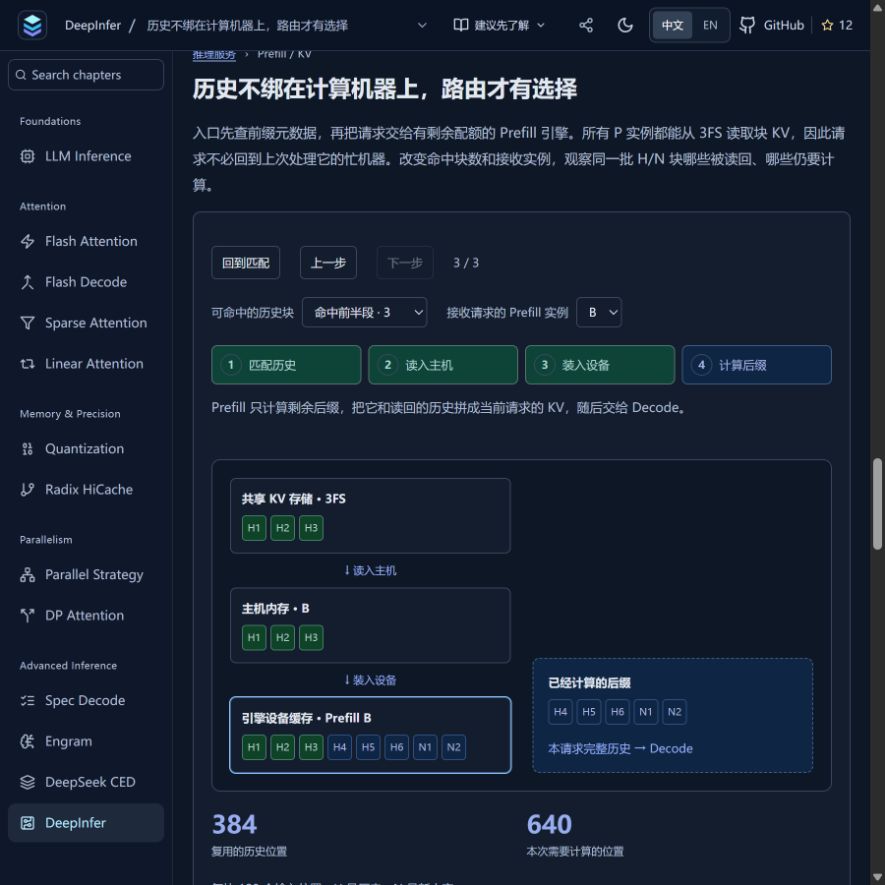 DeepInfer / 历史不绑在计算机器上，路由才有选择
建议先了解
中文 EN
GitHub
12
Search chapters
Foundations
LLM Inference
Attention
Flash Attention
Flash Decode
Sparse Attention
Linear Attention
Memory & Precision
Quantization
Radix HiCache
Parallelism
Parallel Strategy
DP Attention
Advanced Inference
Spec Decode
Engram
DeepSeek CED
DeepInfer
推理服务 › Prefill / KV
历史不绑在计算机器上，路由才有选择
入口先查前缀元数据，再把请求交给有剩余配额的 Prefill 引擎。所有 P 实例都能从 3FS 读取块 KV，因此请
求不必回到上次处理它的忙机器。改变命中块数和接收实例，观察同一批 H/N 块哪些被读回、哪些仍要计
算。
回到匹配 上一步 下一步 3 / 3
可命中的历史块 命中前半段 · 3 接收请求的 Prefill 实例 B
1 匹配历史 2 读入主机 3 装入设备 4 计算后缀
Prefill 只计算剩余后缀，把它和读回的历史拼成当前请求的 KV，随后交给 Decode。
共享 KV 存储 · 3FS
H1 H2 H3
↓ 读入主机
主机内存 · B
H1 H2 H3
↓ 装入设备
引擎设备缓存 · Prefill B
H1 H2 H3 H4 H5 H6 N1 N2
已经计算的后缀
H4 H5 H6 N1 N2
本请求完整历史 → Decode
384
复用的历史位置
640
本次需要计算的位置